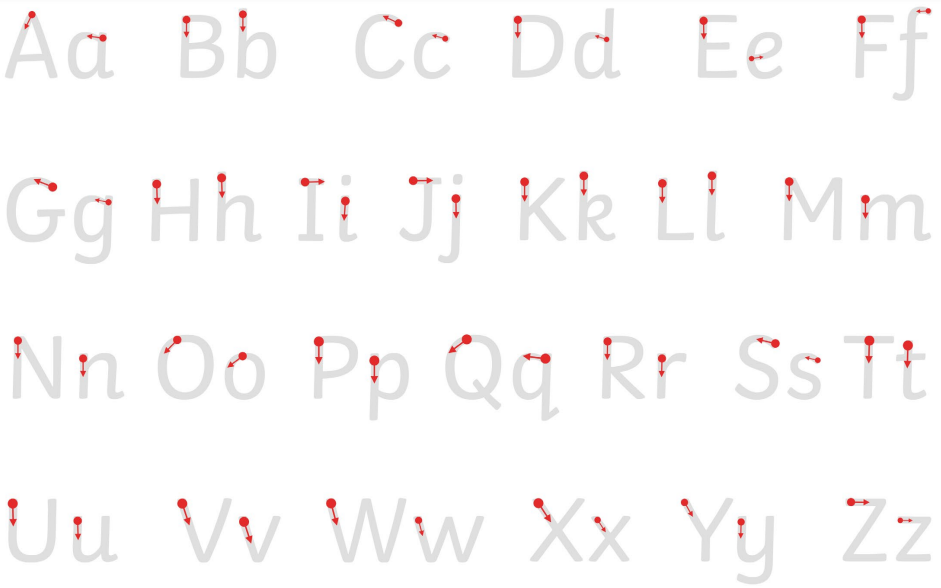 Aa Bb Cc Dd Ee Ff
Gg Hh Ii Jj Kk Ll Mm
Nn Oo Pp Qq Rr Ss Tt
Uu Vv Ww Xx Yy Zz